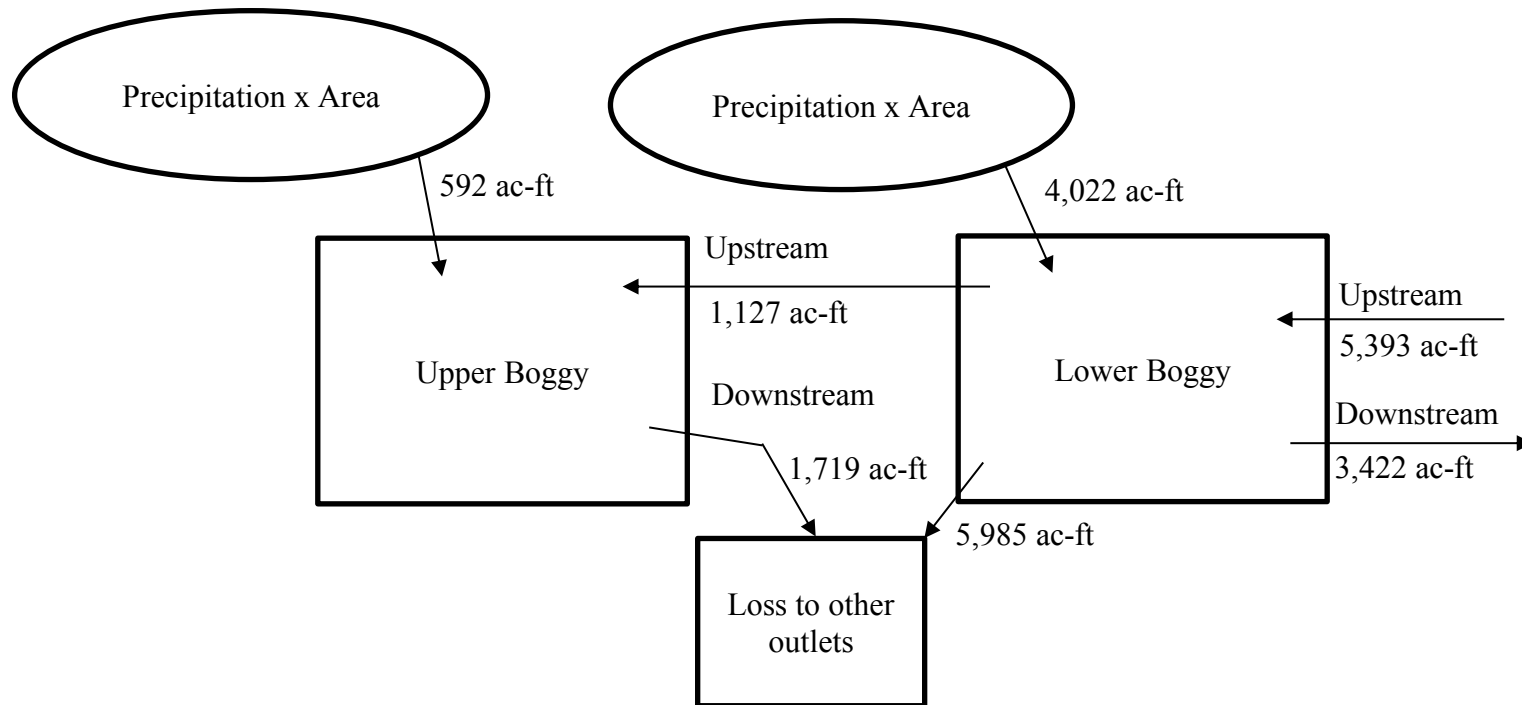 Precipitation x Area
Precipitation x Area
592 ac-ft
4,022 ac-ft
Upstream
1,127 ac-ft
Upstream
5,393 ac-ft
Upper Boggy
Lower Boggy
Downstream
1,719 ac-ft
Downstream
3,422 ac-ft
5,985 ac-ft
Loss to other
outlets